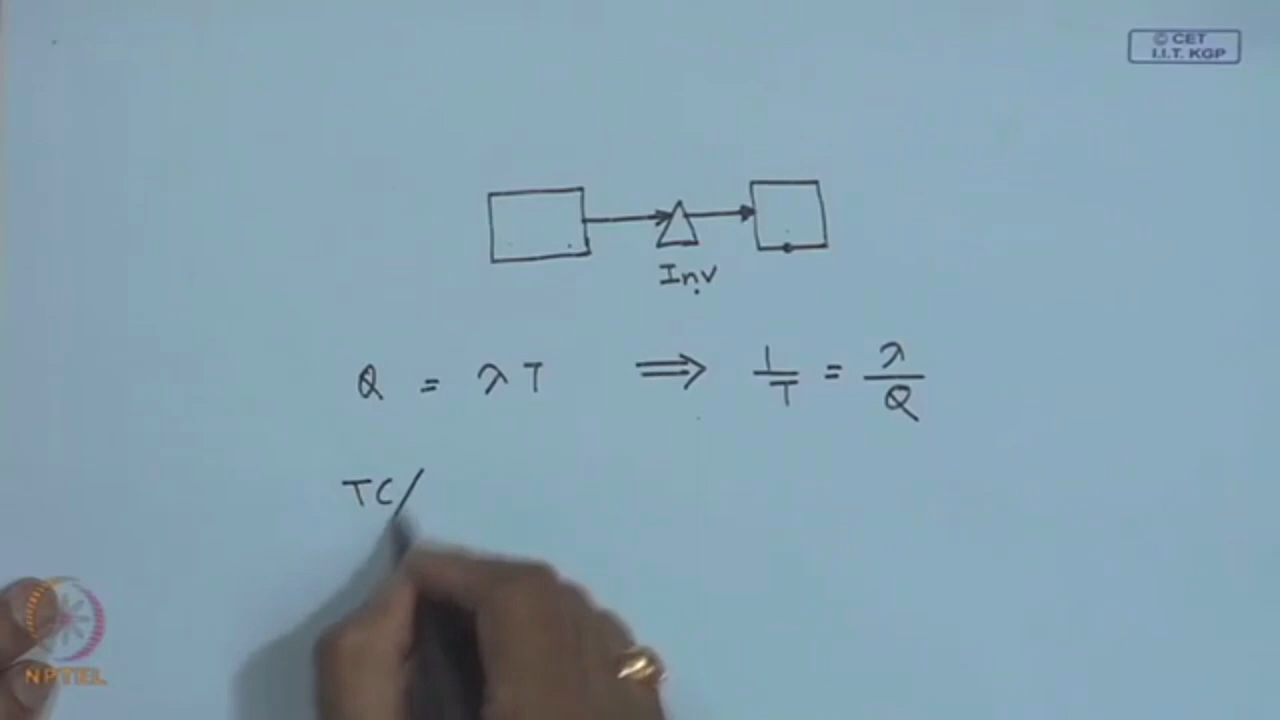 © CET
I.I.T. KGP
Inv
Q = λT ⟹ 1/T = λ/Q
TC/
NPTEL